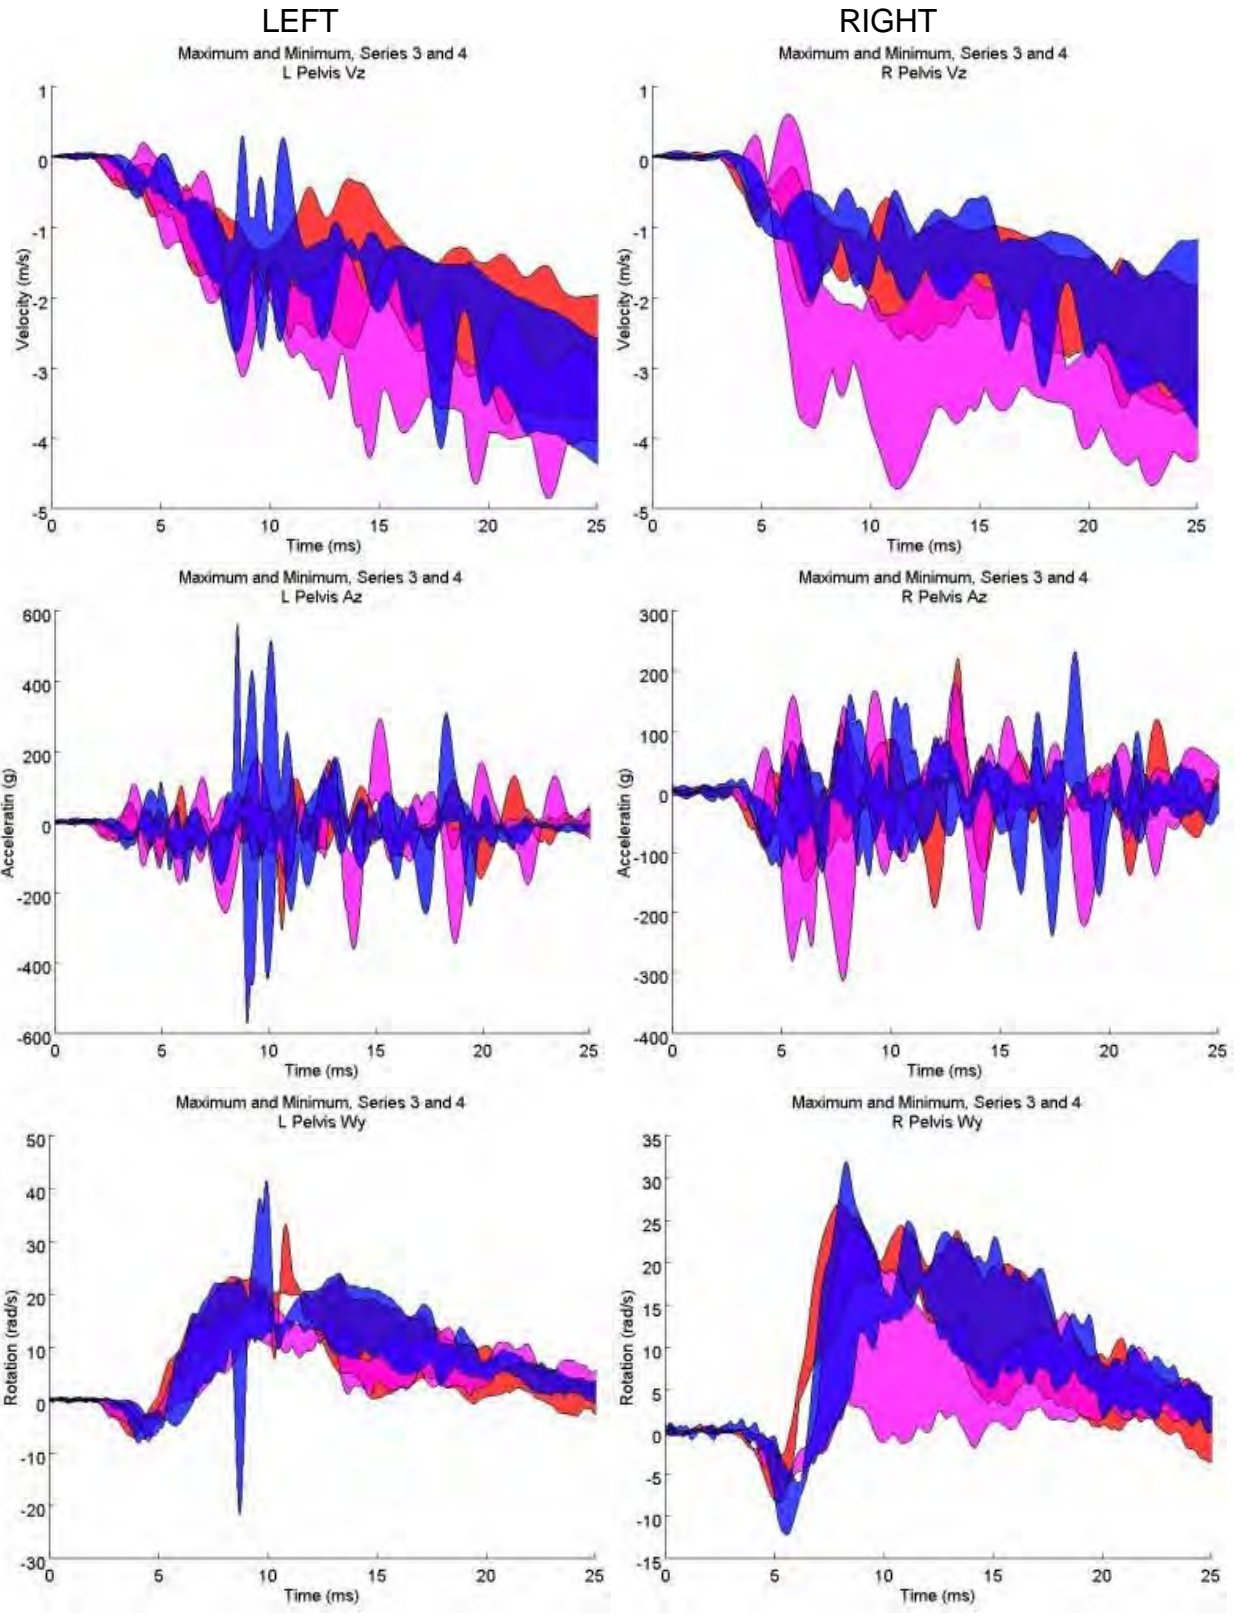 LEFT
RIGHT
Maximum and Minimum, Series 3 and 4
L Pelvis Vz
Maximum and Minimum, Series 3 and 4
R Pelvis Vz
1
0
-1
-2
-3
-4
-5
Velocity (m/s)
0 5 10 15 20 25
Time (ms)
1
0
-1
-2
-3
-4
-5
Velocity (m/s)
0 5 10 15 20 25
Time (ms)
Maximum and Minimum, Series 3 and 4
L Pelvis Az
Maximum and Minimum, Series 3 and 4
R Pelvis Az
600
400
200
0
-200
-400
-600
Acceleratin (g)
0 5 10 15 20 25
Time (ms)
300
200
100
0
-100
-200
-300
-400
Acceleratin (g)
0 5 10 15 20 25
Time (ms)
Maximum and Minimum, Series 3 and 4
L Pelvis Wy
Maximum and Minimum, Series 3 and 4
R Pelvis Wy
50
40
30
20
10
0
-10
-20
-30
Rotation (rad/s)
0 5 10 15 20 25
Time (ms)
35
30
25
20
15
10
5
0
-5
-10
-15
Rotation (rad/s)
0 5 10 15 20 25
Time (ms)